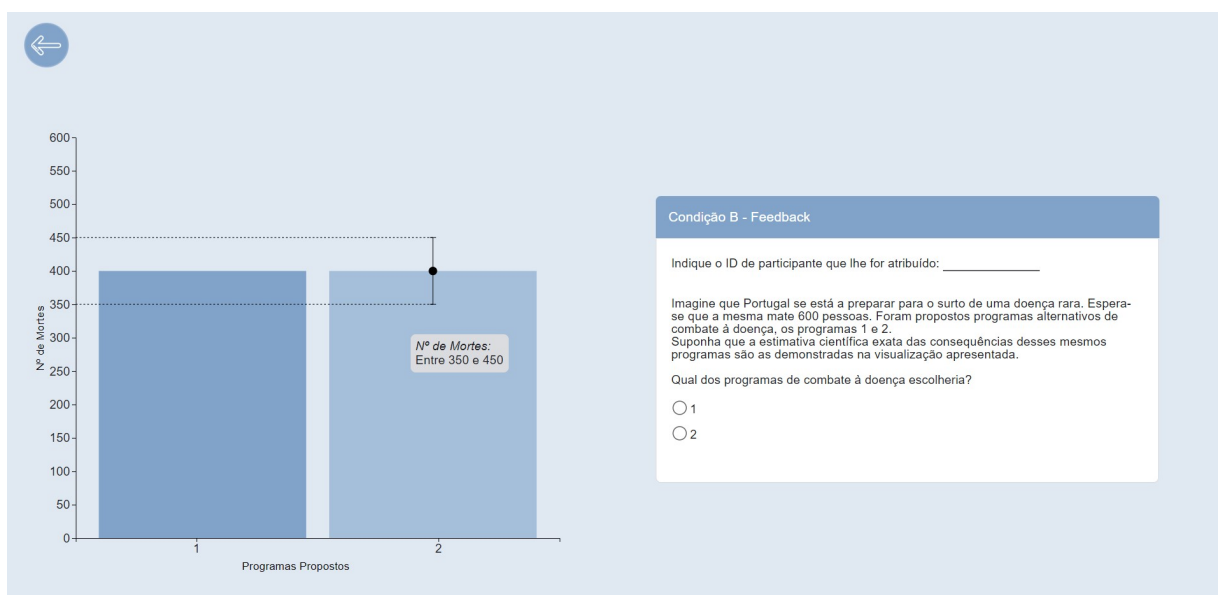 600
550
500
450
400
350
300
250
200
150
100
50
0
Nº de Mortes
1
2
Programas Propostos
Nº de Mortes:
Entre 350 e 450
Condição B - Feedback
Indique o ID de participante que lhe for atribuído: _______________
Imagine que Portugal se está a preparar para o surto de uma doença rara. Espera-
se que a mesma mate 600 pessoas. Foram propostos programas alternativos de
combate à doença, os programas 1 e 2.
Suponha que a estimativa científica exata das consequências desses mesmos
programas são as demonstradas na visualização apresentada.
Qual dos programas de combate à doença escolheria?
1
2